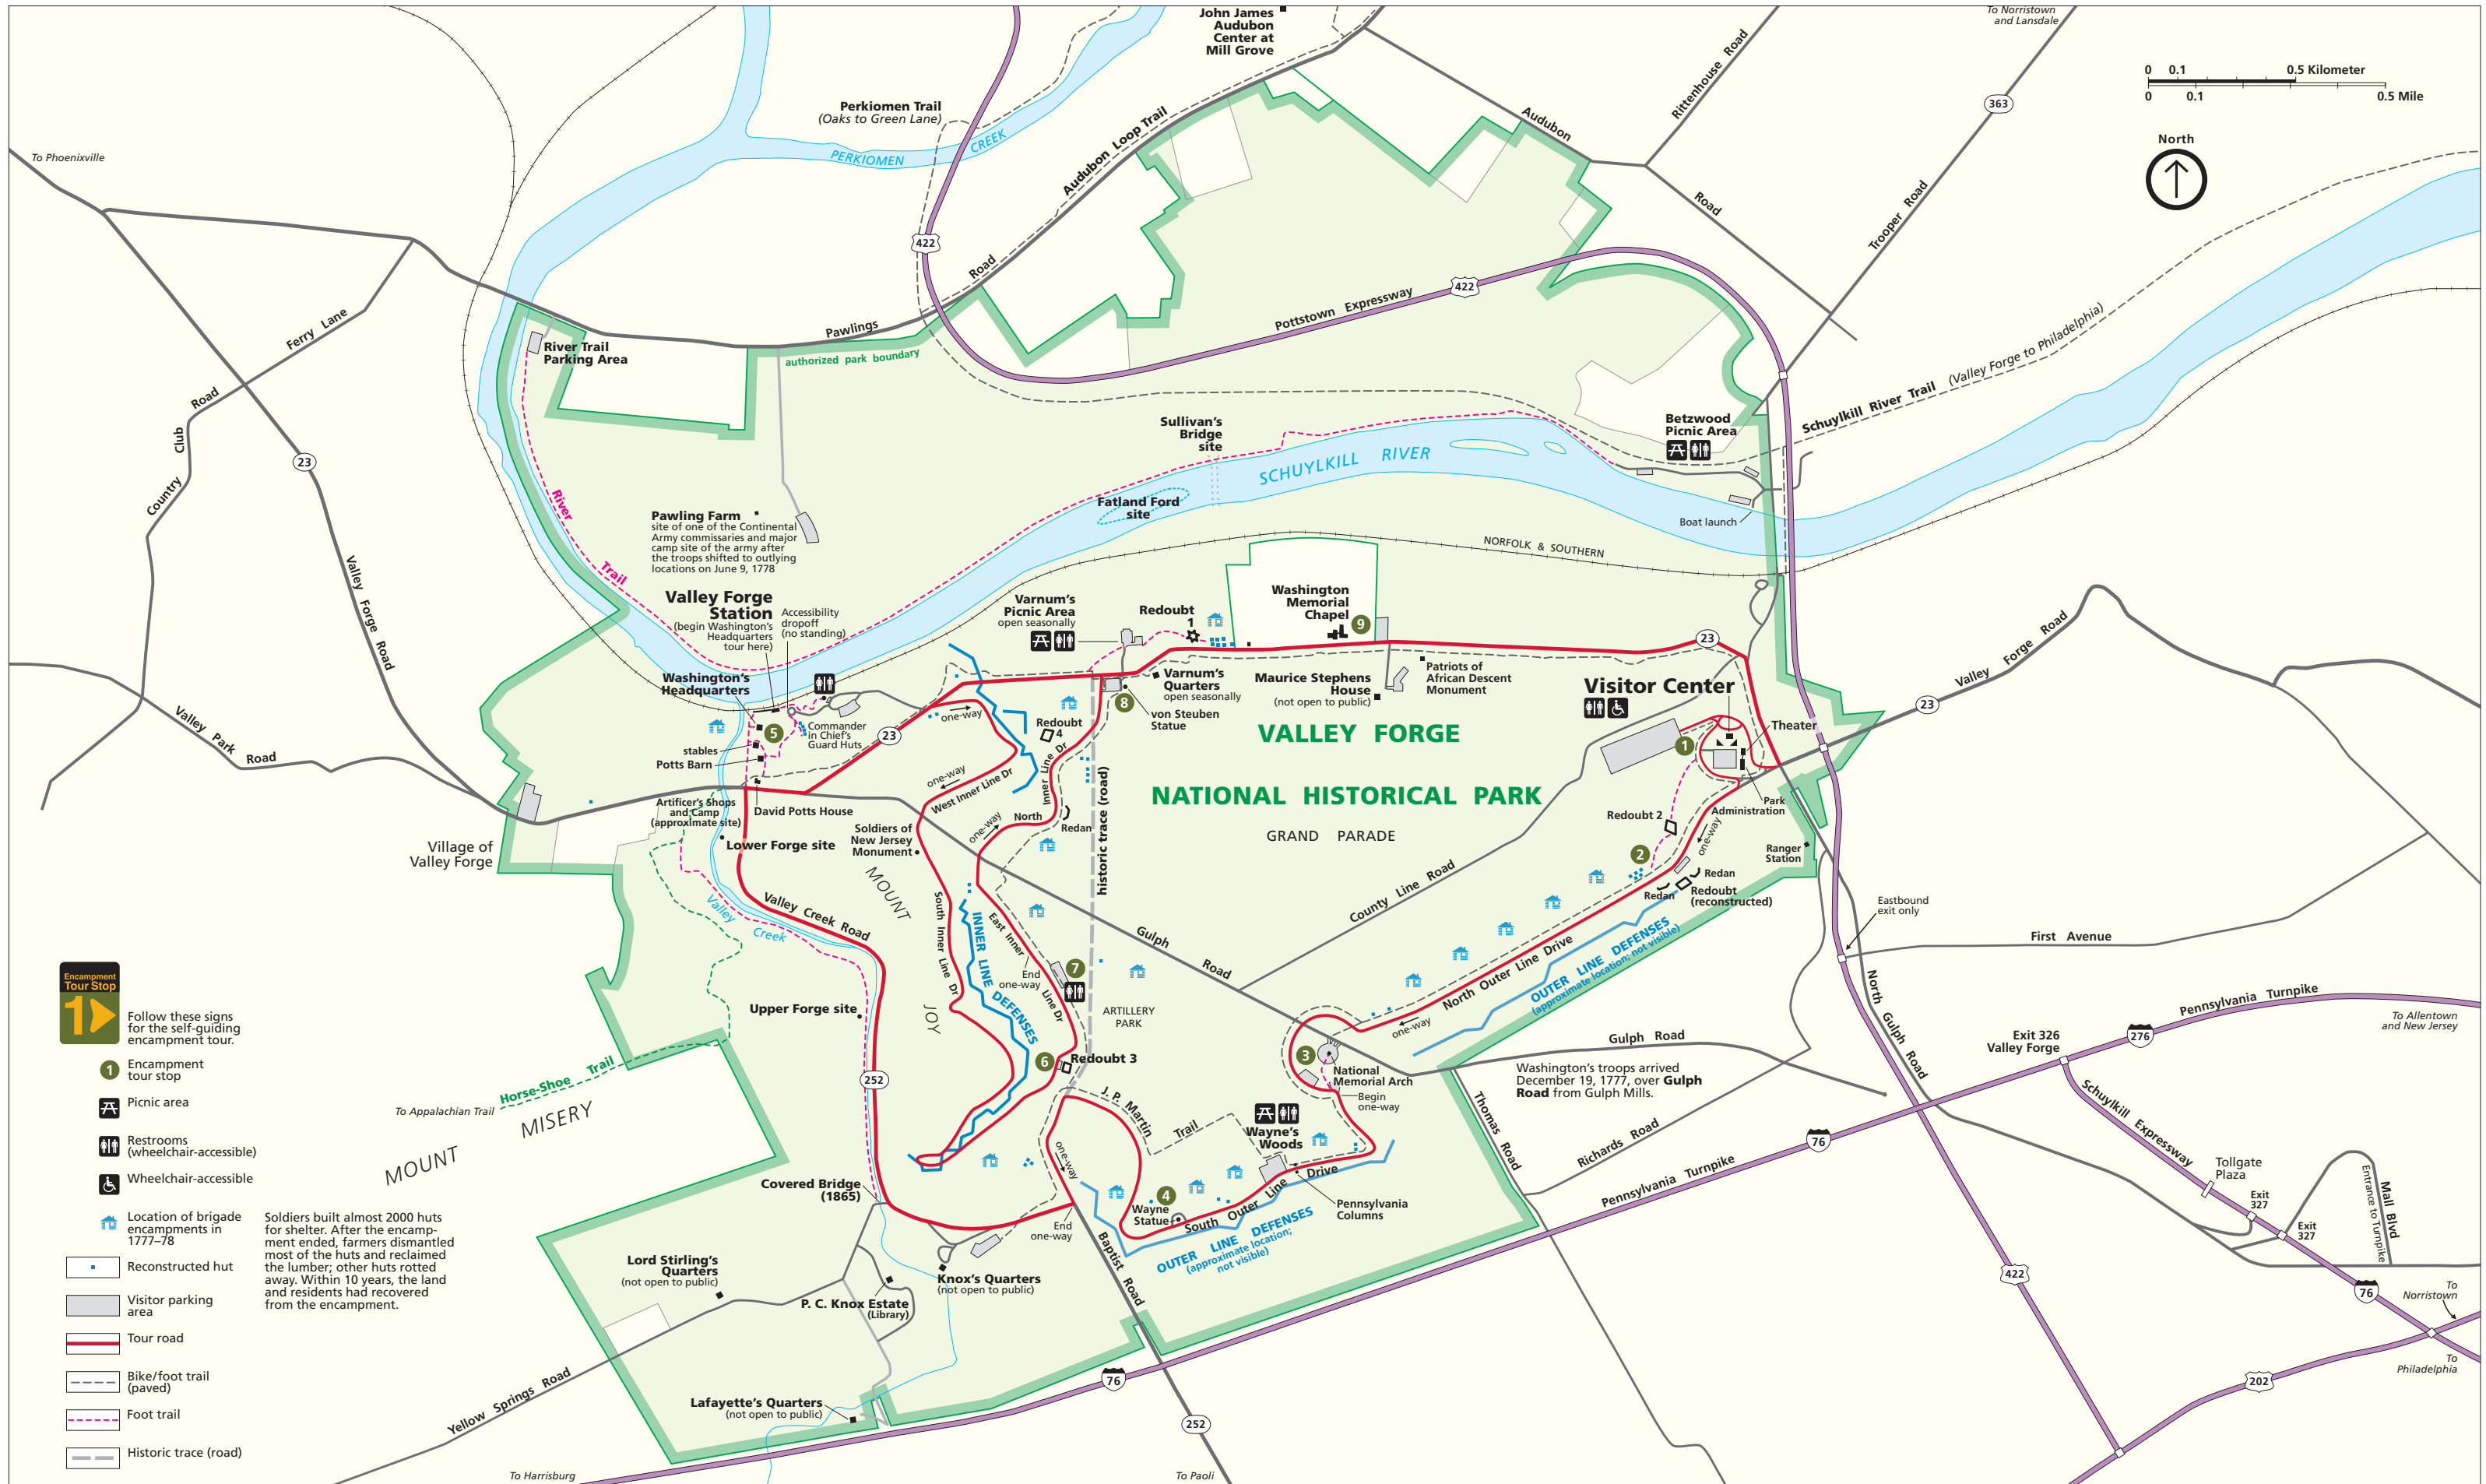 John James
Audubon
Center at
Mill Grove
To Norristown
and Lansdale
Rittenhouse Road
363
0 0.1 0.5 Kilometer
0 0.1 0.5 Mile
North
Perkiomen Trail
(Oaks to Green Lane)
PERKIOMEN CREEK
Audubon Loop Trail
Audubon
Road
Trooper Road
To Phoenixville
422
Road
422
Pottstown Expressway
Pawlings
authorized park boundary
Ferry Lane
River Trail
Parking Area
Road
Club
Country
23
Schuylkill River Trail (Valley Forge to Philadelphia)
Betzwood
Picnic Area
Sullivan's
Bridge
site
SCHUYLKILL RIVER
Fatland Ford
site
Boat launch
River
Trail
Pawling Farm
site of one of the Continental
Army commissaries and major
camp site of the army after
the troops shifted to outlying
locations on June 9, 1778
NORFOLK & SOUTHERN
Valley Forge Road
Valley Forge
Station
(begin Washington's
Headquarters
tour here)
Accessibility
dropoff
(no standing)
Varnum's
Picnic Area
open seasonally
Redoubt
1
Washington
Memorial
Chapel
9
23
Valley Forge Road
23
Washington's
Headquarters
Varnum's
Quarters
open seasonally
Maurice Stephens
House
(not open to public)
Patriots of
African Descent
Monument
Visitor Center
Theater
1
8
von Steuben
Statue
one-way
Redoubt
4
5
Commander
in Chief's
Guard Huts
23
stables
Potts Barn
VALLEY FORGE
NATIONAL HISTORICAL PARK
GRAND PARADE
Valley Park Road
one-way
West Inner Line Dr
North Inner Line Dr
one-way
Redan
historic trace (road)
Artificer's Shops
and Camp
(approximate site)
David Potts House
Park
Administration
one-way
Redoubt 2
Ranger
Station
2
Redan
Redan
Redoubt
(reconstructed)
Village of
Valley Forge
Lower Forge site
Soldiers of
New Jersey
Monument
MOUNT
JOY
Valley Creek Road
Valley
Creek
South Inner Line Dr
INNER LINE DEFENSES
East Inner Line Dr
End
one-way
7
Gulph Road
County Line Road
Eastbound
exit only
First Avenue
North Outer Line Drive
OUTER LINE DEFENSES
(approximate location; not visible)
one-way
ARTILLERY
PARK
Upper Forge site
North Gulph Road
Pennsylvania Turnpike
276
To Allentown
and New Jersey
Exit 326
Valley Forge
Encampment
Tour Stop
1
Follow these signs
for the self-guiding
encampment tour.
1
Encampment
tour stop
Picnic area
Restrooms
(wheelchair-accessible)
Wheelchair-accessible
Location of brigade
encampments in
1777–78
Reconstructed hut
Visitor parking
area
Tour road
Bike/foot trail
(paved)
Foot trail
Historic trace (road)
Soldiers built almost 2000 huts
for shelter. After the encamp-
ment ended, farmers dismantled
most of the huts and reclaimed
the lumber; other huts rotted
away. Within 10 years, the land
and residents had recovered
from the encampment.
Horse-Shoe Trail
To Appalachian Trail
MOUNT MISERY
252
6
Redoubt 3
3
National
Memorial Arch
Begin
one-way
Gulph Road
Washington's troops arrived
December 19, 1777, over Gulph
Road from Gulph Mills.
J. P. Martin
Trail
Wayne's
Woods
Thomas Road
Richards Road
76
Pennsylvania Turnpike
Schuylkill Expressway
Tollgate
Plaza
Exit
327
Exit
327
Mall Blvd
Entrance to Turnpike
one-way
4
Wayne
Statue
South Outer Line Drive
Pennsylvania
Columns
OUTER LINE DEFENSES
(approximate location;
not visible)
Covered Bridge
(1865)
End
one-way
Baptist Road
Lord Stirling's
Quarters
(not open to public)
Knox's Quarters
(not open to public)
P. C. Knox Estate
(Library)
422
76
To
Norristown
To
Philadelphia
202
76
Yellow Springs Road
Lafayette's Quarters
(not open to public)
252
To Harrisburg
To Paoli